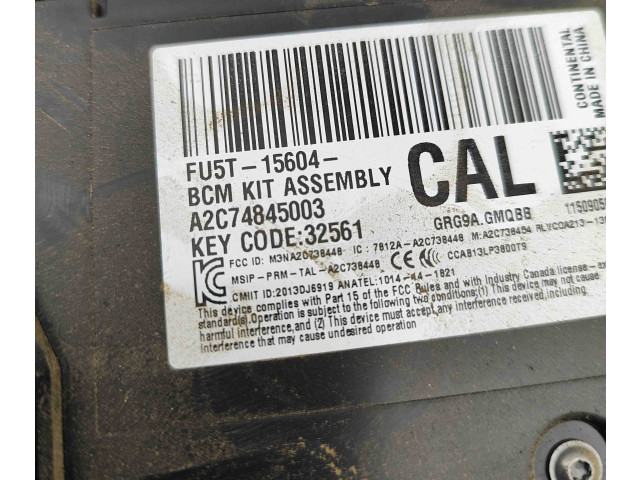 CONTINENTAL
MADE IN CHINA
FU5T-15604-
BCM KIT ASSEMBLY
A2C74845003
KEY CODE:32561
CAL
GRG9A.GMQBB
FCC ID: M3NA2C738448 IC: 7812A-A2C738448 M:A2C738454
MSIP-PRM-TAL-A2C738448 CCAB13LP3800T9
CMIIT ID:2013DJ6919 ANATEL:1014-14-1821
This device complies with Part 15 of the FCC Rules and with Industry Canada license-
standard(s). Operation is subject to the following two conditions:(1) this device
harmful interference,and (2) This device must accept any interference received,including
interference that may cause undesired operation